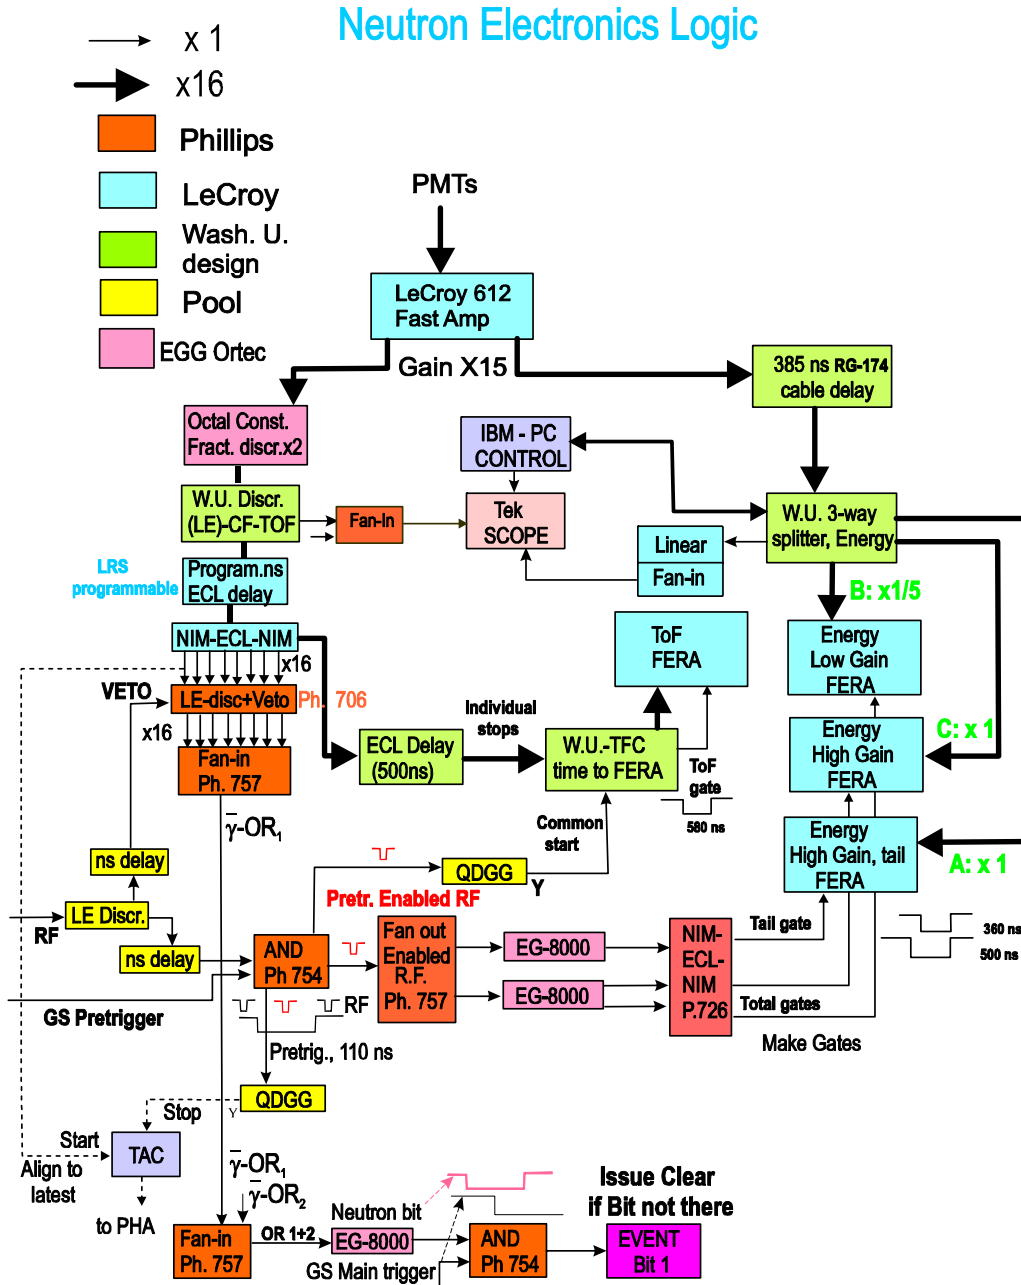 Neutron Electronics Logic
x 1
x16
Phillips
LeCroy
Wash. U.
design
Pool
EGG Ortec
PMTs
LeCroy 612
Fast Amp
Gain X15
385 ns RG-174
cable delay
Octal Const.
Fract. discr.x2
IBM - PC
CONTROL
W.U. Discr.
(LE)-CF-TOF
Fan-In
Tek
SCOPE
W.U. 3-way
splitter, Energy
Linear
Fan-in
LRS
programmable
Program.ns
ECL delay
B: x1/5
NIM-ECL-NIM
x16
ToF
FERA
Energy
Low Gain
FERA
VETO
LE-disc+Veto
Ph. 706
x16
Fan-in
Ph. 757
Individual
stops
ECL Delay
(500ns)
W.U.-TFC
time to FERA
ToF
gate
580 ns
C: x 1
Energy
High Gain
FERA
γ̅-OR1
Common
start
Energy
High Gain, tail
FERA
A: x 1
ns delay
QDGG
Y
Pretr. Enabled RF
LE Discr.
RF
ns delay
AND
Ph 754
Fan out
Enabled
R.F.
Ph. 757
EG-8000
EG-8000
NIM-
ECL-
NIM
P.726
Tail gate
Total gates
360 ns
500 ns
GS Pretrigger
RF
Make Gates
Pretrig., 110 ns
QDGG
Y
Stop
Start
TAC
Align to
latest
to PHA
γ̅-OR1
γ̅-OR2
Issue Clear
if Bit not there
Neutron bit
Fan-in
Ph. 757
OR 1+2
EG-8000
GS Main trigger
AND
Ph 754
EVENT
Bit 1